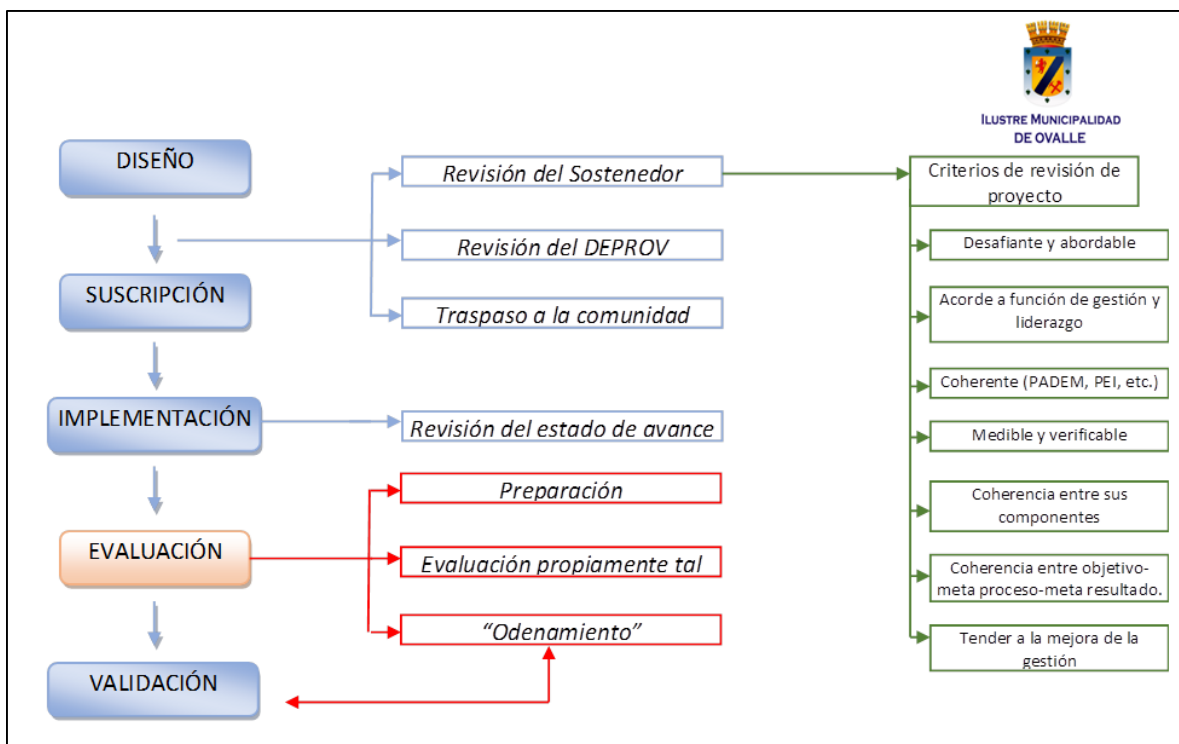 ILUSTRE MUNICIPALIDAD
DE OVALLE
DISEÑO
SUSCRIPCIÓN
IMPLEMENTACIÓN
EVALUACIÓN
VALIDACIÓN
Revisión del Sostenedor
Revisión del DEPROV
Traspaso a la comunidad
Revisión del estado de avance
Preparación
Evaluación propiamente tal
“Odenamiento”
Criterios de revisión de
proyecto
Desafiante y abordable
Acorde a función de gestión y
liderazgo
Coherente (PADEM, PEI, etc.)
Medible y verificable
Coherencia entre sus
componentes
Coherencia entre objetivo-
meta proceso-meta resultado.
Tender a la mejora de la
gestión